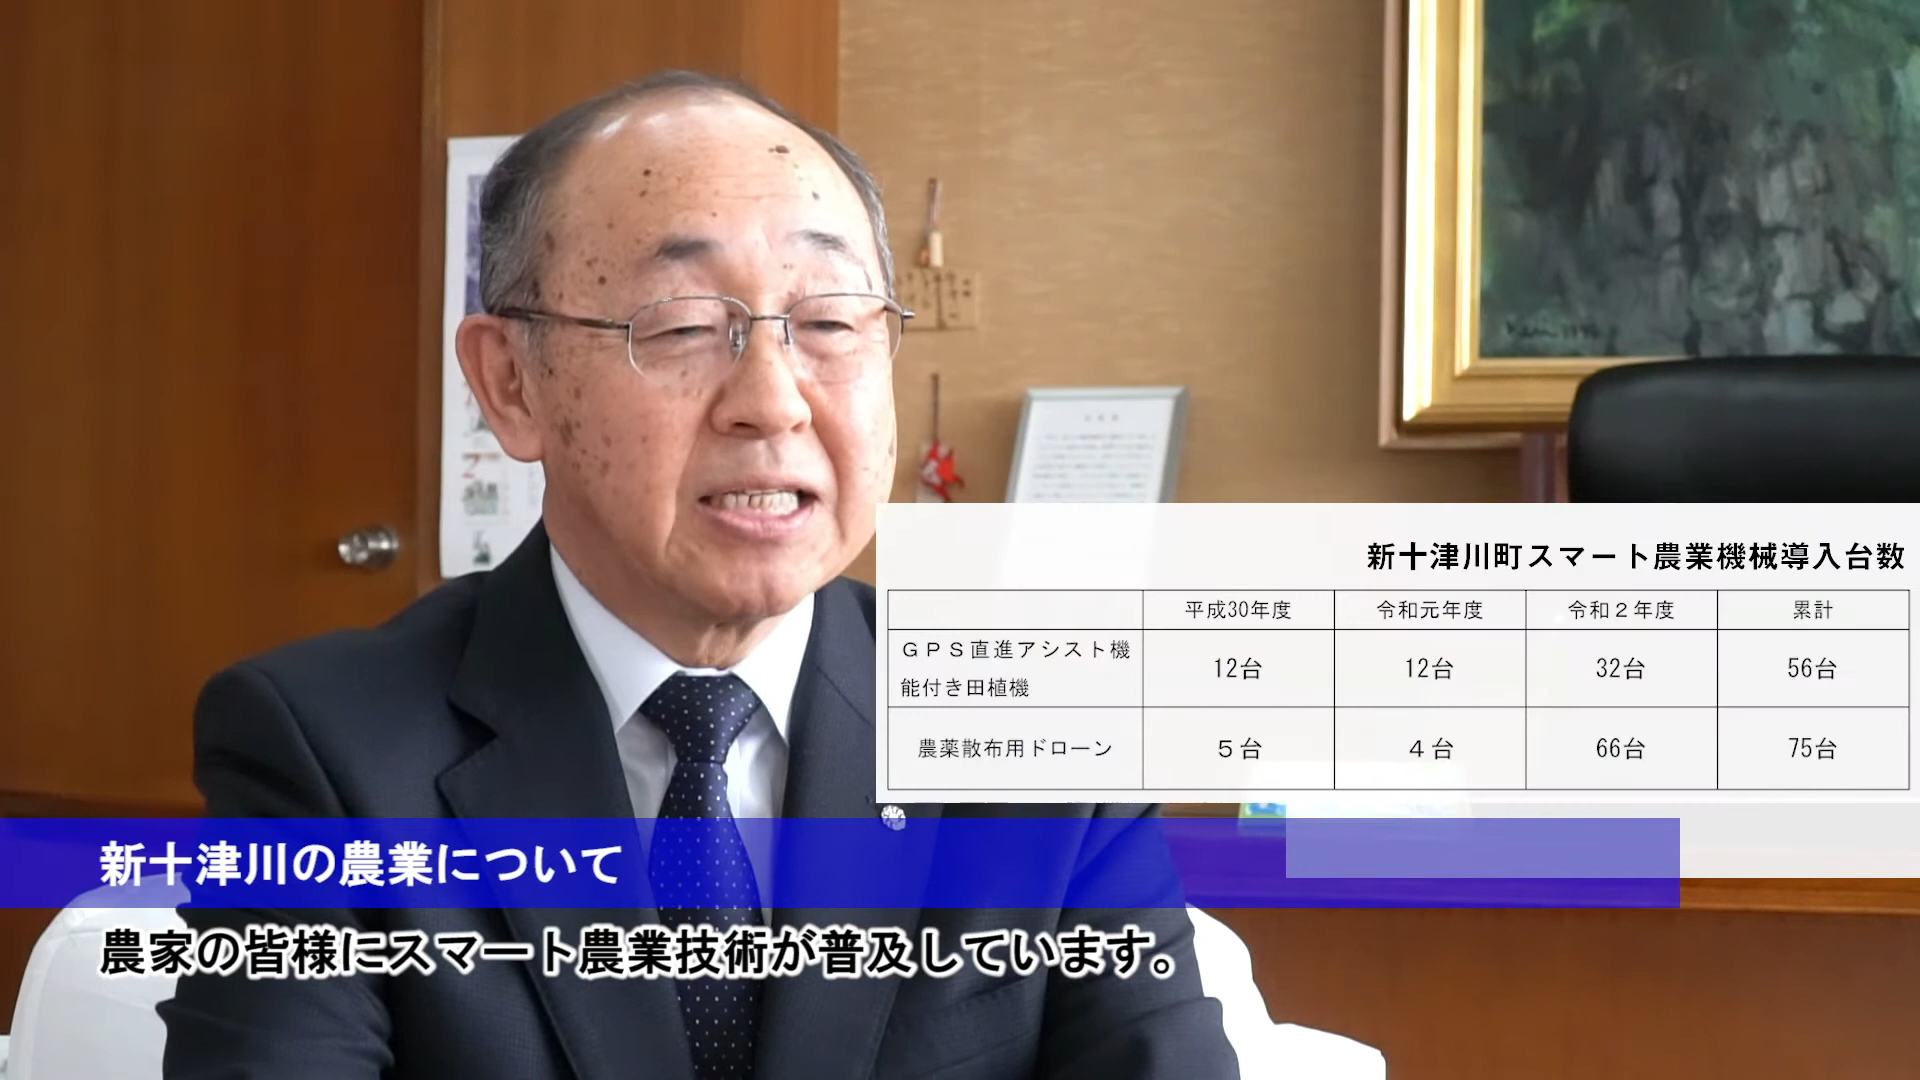 新十津川町スマート農業機械導入台数
平成30年度 令和元年度 令和２年度 累計
ＧＰＳ直進アシスト機
能付き田植機 12台 12台 32台 56台
農薬散布用ドローン ５台 ４台 66台 75台
新十津川の農業について
農家の皆様にスマート農業技術が普及しています。